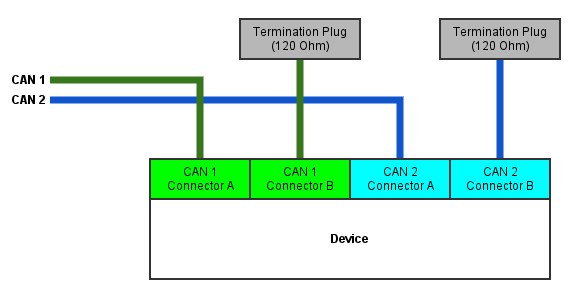 Termination Plug
(120 Ohm)
Termination Plug
(120 Ohm)
CAN 1
CAN 2
CAN 1
Connector A
CAN 1
Connector B
CAN 2
Connector A
CAN 2
Connector B
Device